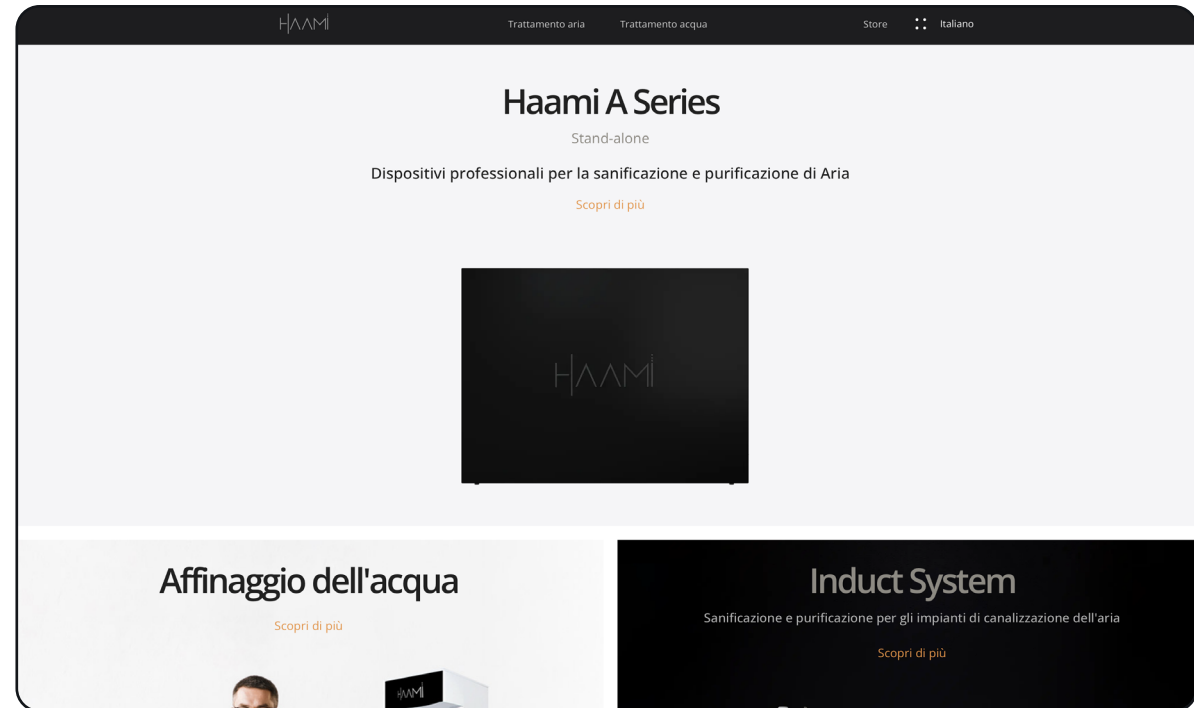 HAAMI
Trattamento aria
Trattamento acqua
Store
Italiano
Haami A Series
Stand-alone
Dispositivi professionali per la sanificazione e purificazione di Aria
Scopri di più
HAAMI
Affinaggio dell'acqua
Scopri di più
HAAMI
Induct System
Sanificazione e purificazione per gli impianti di canalizzazione dell'aria
Scopri di più